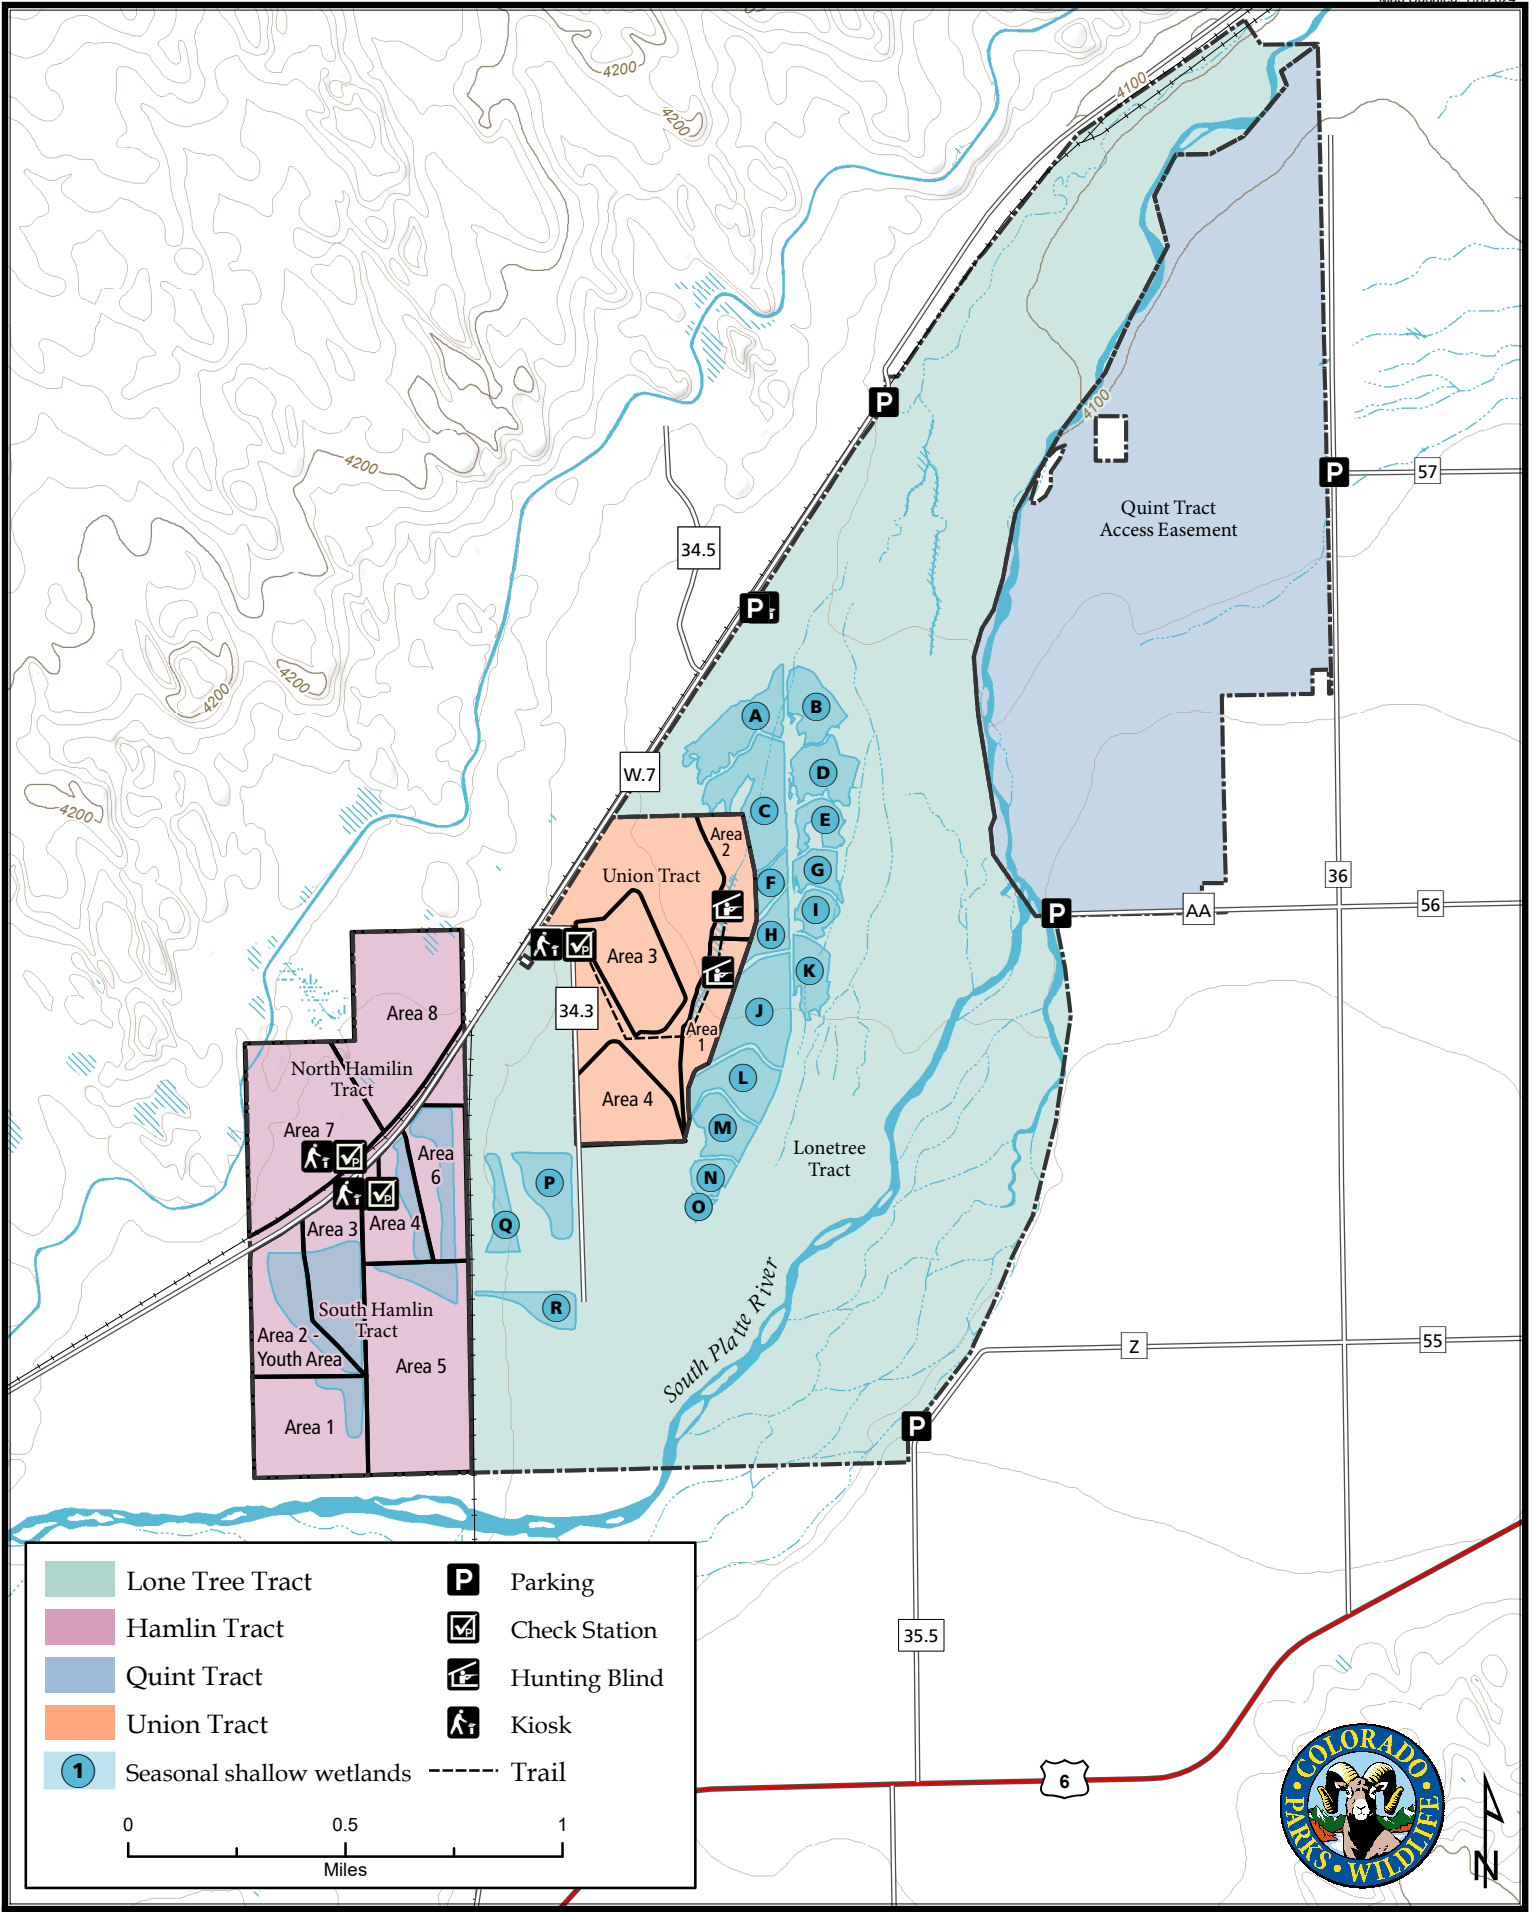 4200
4200
4100
4200
4100
57
Quint Tract
Access Easement
34.5
P
P
P
4200
4200
4200
A
B
W.7
D
C
E
Area
2
Union Tract
G
F
36
I
AA
56
P
H
Area 3
K
34.3
J
Area 8
Area
1
North Hamilin
Tract
L
Area 4
M
Area 7
Lonetree
Tract
Area
6
N
P
O
Q
Area 3
Area 4
R
South Hamlin
Tract
South Platte River
Area 2 -
Youth Area
Z
55
Area 5
Area 1
P
35.5
6
Lone Tree Tract
Hamlin Tract
Quint Tract
Union Tract
1
Seasonal shallow wetlands
P
Parking
Check Station
Hunting Blind
Kiosk
Trail
0
0.5
1
Miles
COLORADO
PARKS • WILDLIFE
N